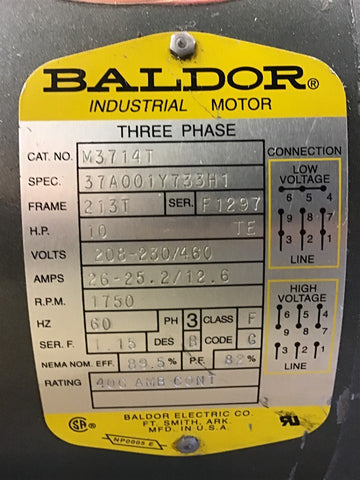 BALDOR®
INDUSTRIAL MOTOR
THREE PHASE
CAT. NO. M3714T
SPEC. 37A001Y733H1
FRAME 213T SER. F1297
H.P. 10 TE
VOLTS 208-230/460
AMPS 26-25.2/12.6
R.P.M. 1750
HZ 60 PH 3 CLASS F
SER. F. 1.15 DES B CODE G
NEMA NOM. EFF. 89.5% P.F. 82%
RATING 40C AMB CONT
CONNECTION
LOW VOLTAGE
6 5 4
9 7 8
3 2 1
LINE
HIGH VOLTAGE
6 5 4
9 8 7
3 2 1
LINE
BALDOR ELECTRIC CO.
FT. SMITH, ARK.
MFD. IN U.S.A.
SA®
NP0005 E